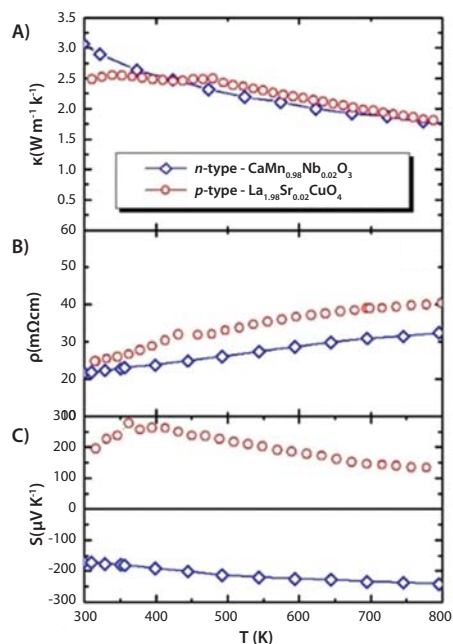 A)
3.5
3.0
2.5
2.0
1.5
1.0
0.5
60
κ(W m⁻¹ k⁻¹)
n-type - CaMn₀.₉₈Nb₀.₀₂O₃
p-type - La₁.₉₈Sr₀.₀₂CuO₄
B)
50
40
30
20
10
ρ(mΩcm)
C)
300
200
100
0
-100
-200
-300
S(μV K⁻¹)
300 400 500 600 700 800
T (K)